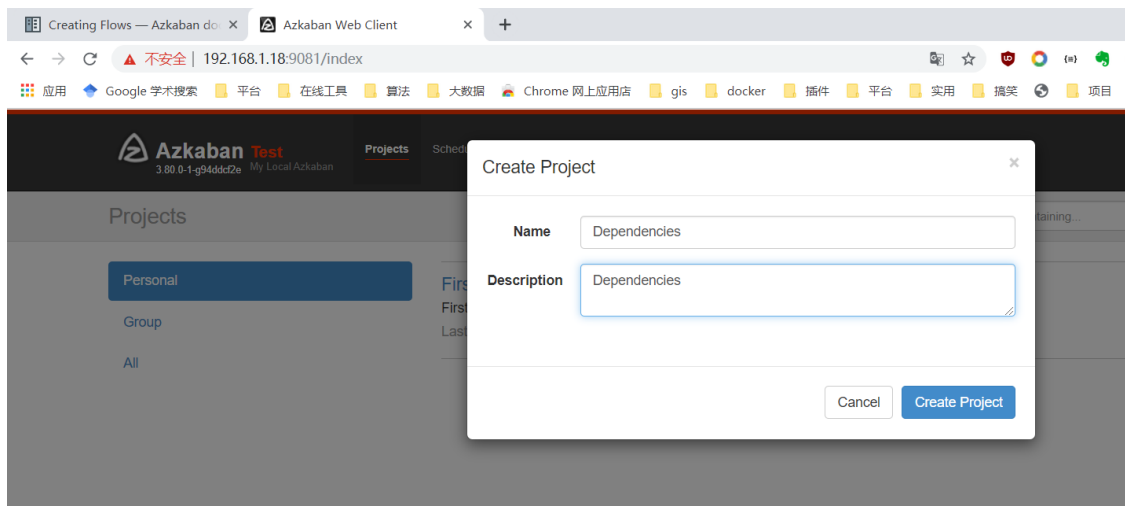 Creating Flows — Azkaban do
Azkaban Web Client
不安全 | 192.168.1.18:9081/index
应用 Google 学术搜索 平台 在线工具 算法 大数据 Chrome 网上应用店 gis docker 插件 平台 实用 搞笑 项目
Azkaban Test
3.80.0-1-g94ddcf2e My Local Azkaban
Projects Schedu
Create Project
Projects
taining...
Name Dependencies
Personal
Firs
Description Dependencies
First
Group
Last
All
Cancel Create Project